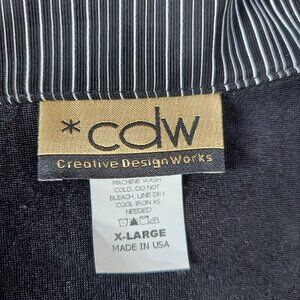 *cdw
Creative Design Works
MACHINE WASH
COLD, DO NOT
BLEACH, LINE DRY.
COOL IRON AS
NEEDED
X-LARGE
MADE IN USA